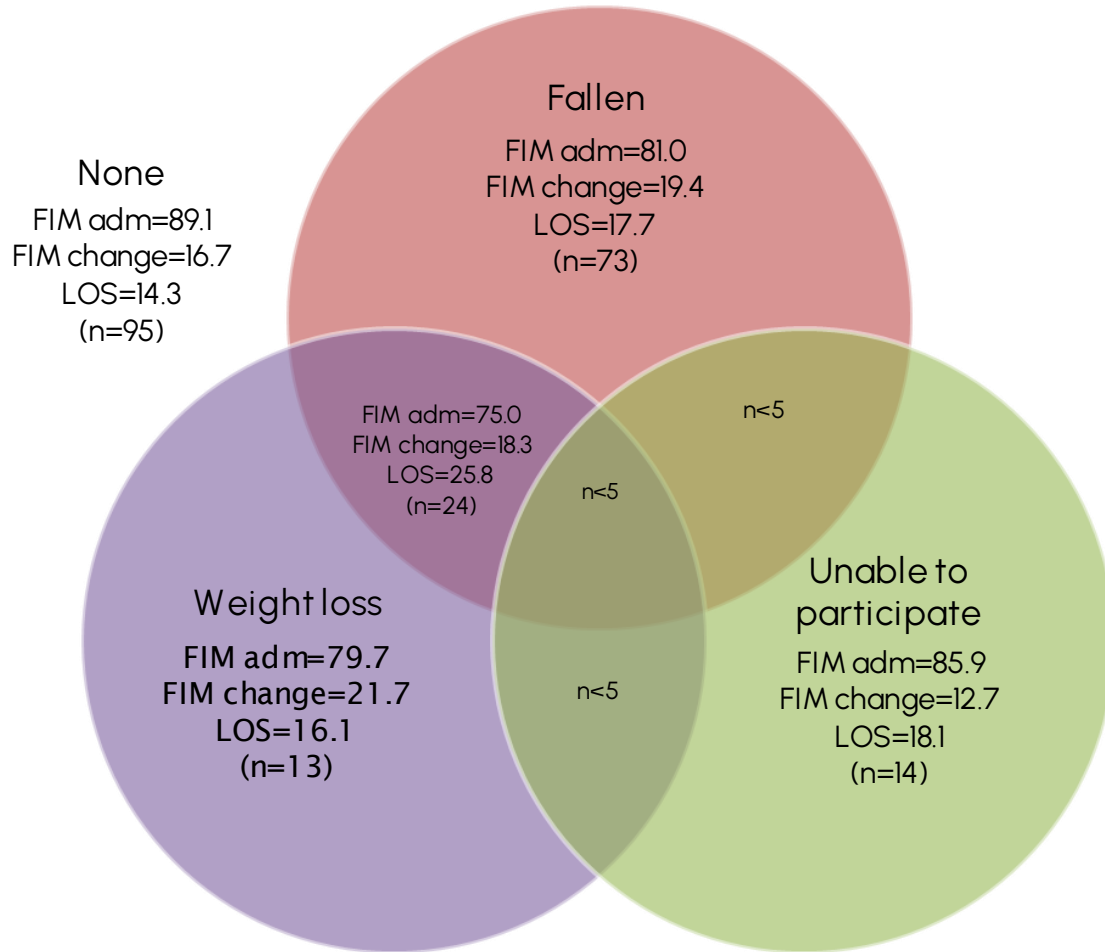 Fallen
FIM adm=81.0
FIM change=19.4
LOS=17.7
(n=73)
None
FIM adm=89.1
FIM change=16.7
LOS=14.3
(n=95)
FIM adm=75.0
FIM change=18.3
LOS=25.8
(n=24)
n<5
n<5
Weight loss
FIM adm=79.7
FIM change=21.7
LOS=16.1
(n=13)
n<5
Unable to
participate
FIM adm=85.9
FIM change=12.7
LOS=18.1
(n=14)